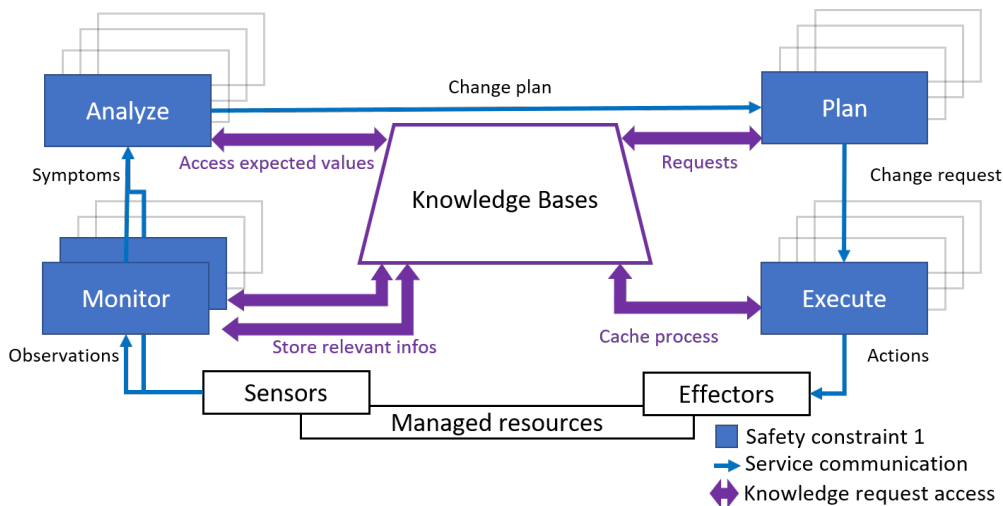 Change plan
Analyze
Plan
Access expected values
Requests
Symptoms
Change request
Knowledge Bases
Monitor
Execute
Store relevant infos
Cache process
Observations
Actions
Sensors
Effectors
Managed resources
Safety constraint 1
Service communication
Knowledge request access